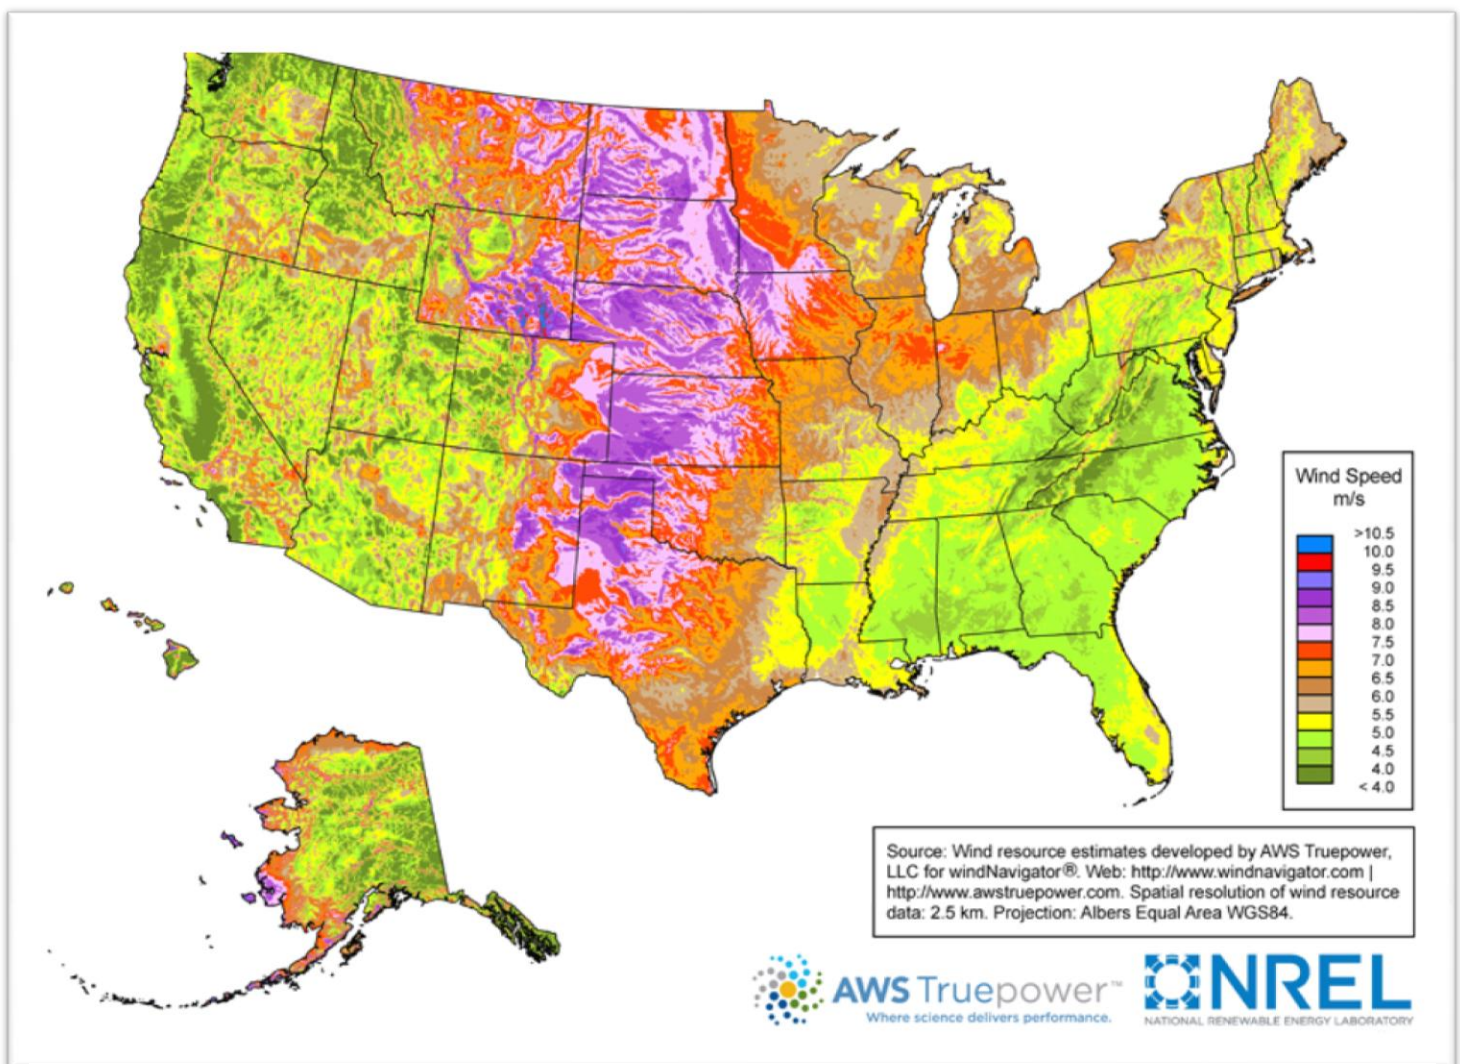 Wind Speed
m/s
>10.5
10.0
9.5
9.0
8.5
8.0
7.5
7.0
6.5
6.0
5.5
5.0
4.5
4.0
< 4.0
Source: Wind resource estimates developed by AWS Truepower,
LLC for windNavigator®. Web: http://www.windnavigator.com |
http://www.awstruepower.com. Spatial resolution of wind resource
data: 2.5 km. Projection: Albers Equal Area WGS84.
AWS Truepower™
Where science delivers performance.
NREL
NATIONAL RENEWABLE ENERGY LABORATORY